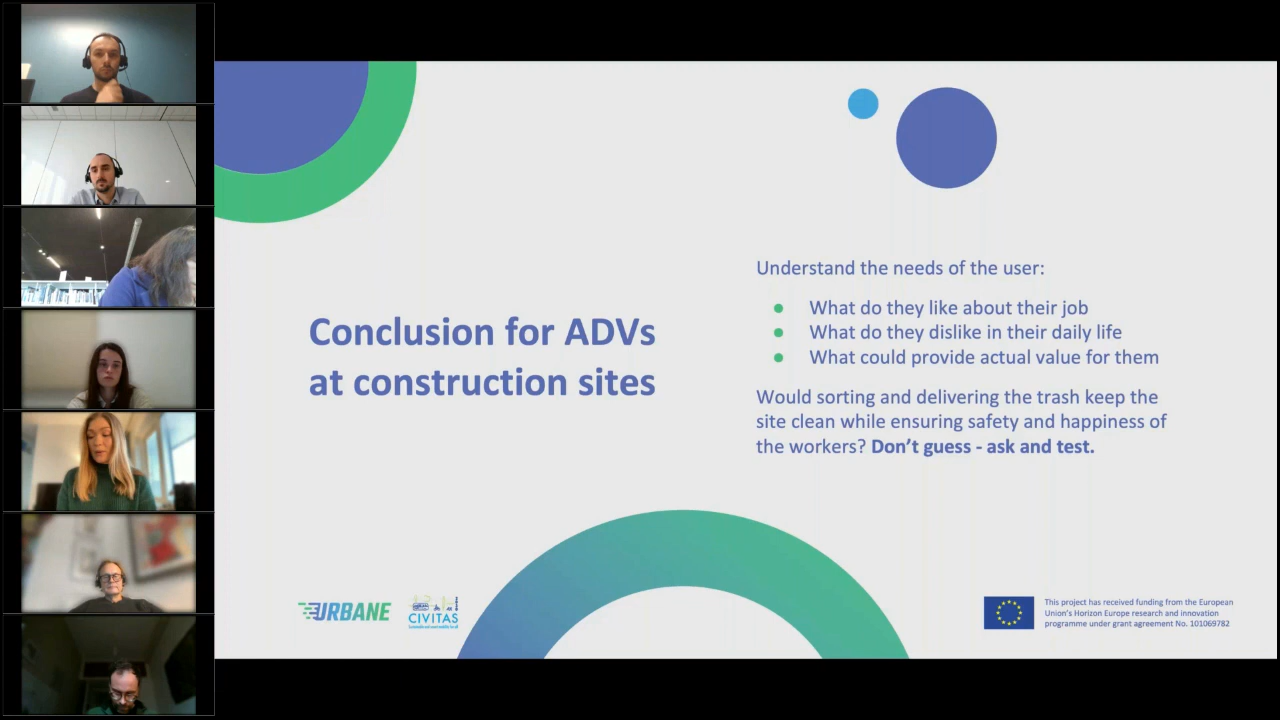 Conclusion for ADVs
at construction sites
Understand the needs of the user:
● What do they like about their job
● What do they dislike in their daily life
● What could provide actual value for them
Would sorting and delivering the trash keep the
site clean while ensuring safety and happiness of
the workers? Don't guess - ask and test.
URBANE
CIVITAS
This project has received funding from the European
Union's Horizon Europe research and innovation
programme under grant agreement No. 101069782